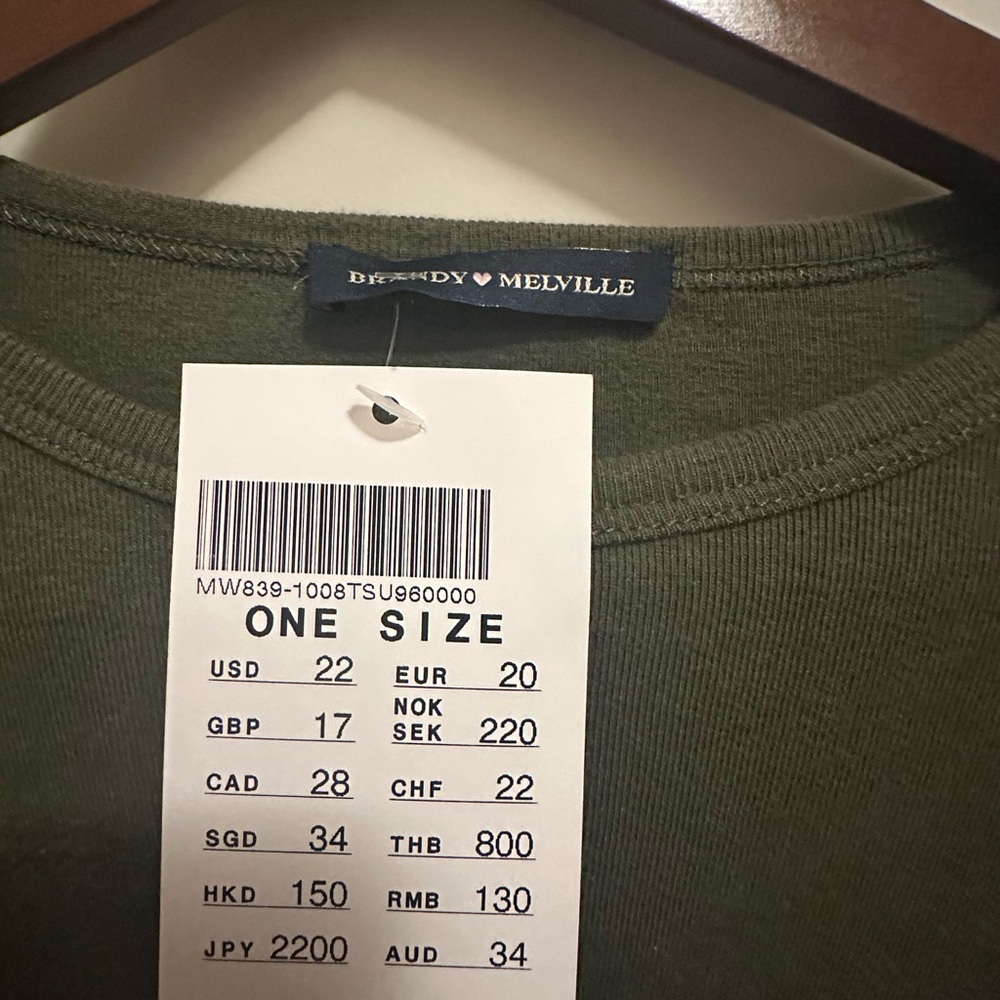 BRANDY MELVILLE
MW839-1008TSU960000
ONE SIZE
USD 22 EUR 20
NOK
GBP 17 SEK 220
CAD 28 CHF 22
SGD 34 THB 800
HKD 150 RMB 130
JPY 2200 AUD 34